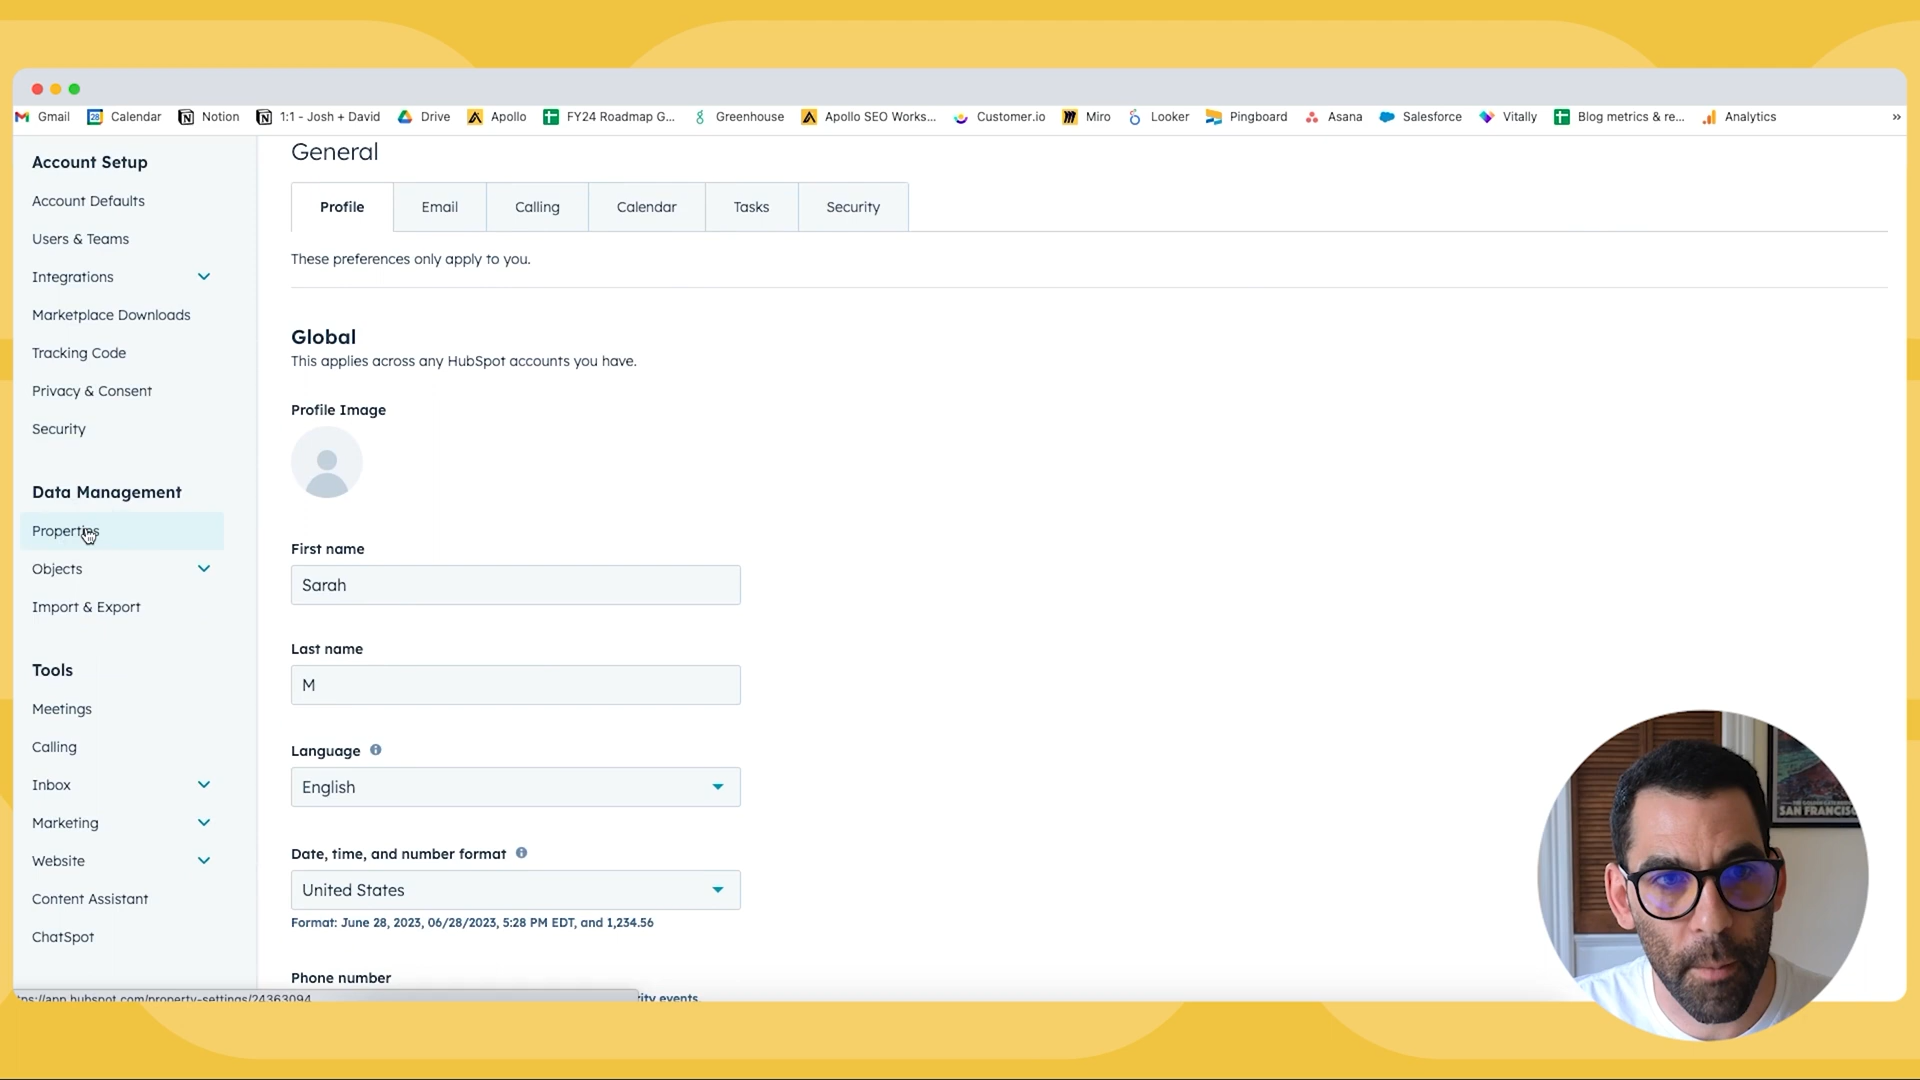 Gmail Calendar Notion 1:1 - Josh + David Drive Apollo FY24 Roadmap G... Greenhouse Apollo SEO Works... Customer.io Miro Looker Pingboard Asana Salesforce Vitally Blog metrics & re... Analytics »
Account Setup
Account Defaults
Users & Teams
Integrations
Marketplace Downloads
Tracking Code
Privacy & Consent
Security
Data Management
Properties
Objects
Import & Export
Tools
Meetings
Calling
Inbox
Marketing
Website
Content Assistant
ChatSpot
General
Profile Email Calling Calendar Tasks Security
These preferences only apply to you.
Global
This applies across any HubSpot accounts you have.
Profile Image
First name
Sarah
Last name
M
Language
English
Date, time, and number format
United States
Format: June 28, 2023, 06/28/2023, 5:28 PM EDT, and 1,234.56
Phone number
tps://app.hubspot.com/property-settings/24363094
rity events.
SAN FRANCISC